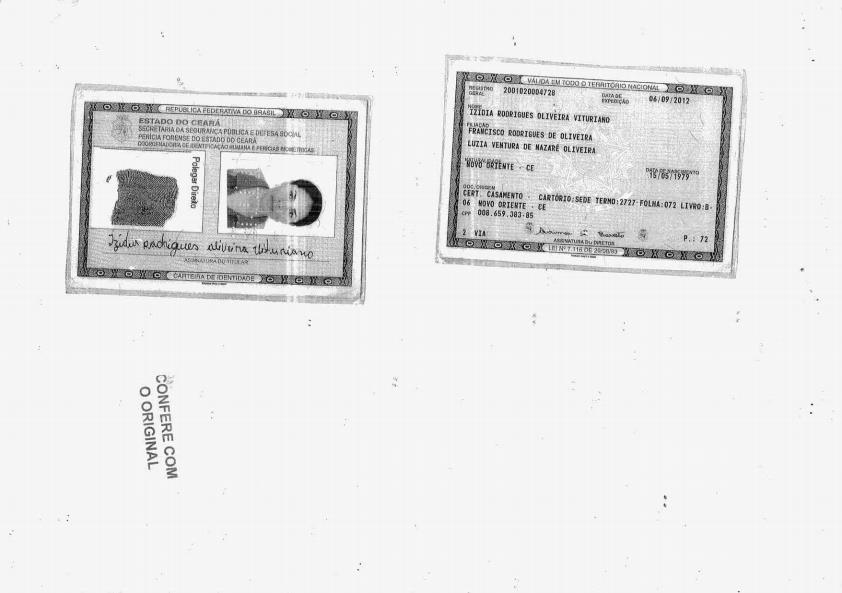 REPÚBLICA FEDERATIVA DO BRASIL
ESTADO DO CEARÁ
SECRETARIA DA SEGURANÇA PÚBLICA E DEFESA SOCIAL
PERÍCIA FORENSE DO ESTADO DO CEARÁ
COORDENADORIA DE IDENTIFICAÇÃO HUMANA E PERÍCIAS BIOMÉTRICAS
Polegar Direito
Izidia rodrigues oliveira Vituriano
ASSINATURA DO TITULAR
CARTEIRA DE IDENTIDADE
CONFERE COM
O ORIGINAL
VÁLIDA EM TODO O TERRITÓRIO NACIONAL
REGISTRO GERAL 2001020004728 DATA DE EXPEDIÇÃO 06/09/2012
NOME
IZIDIA RODRIGUES OLIVEIRA VITURIANO
FILIAÇÃO
FRANCISCO RODRIGUES DE OLIVEIRA
LUZIA VENTURA DE NAZARÉ OLIVEIRA
NATURALIDADE DATA DE NASCIMENTO
NOVO ORIENTE - CE 15/05/1979
DOC. ORIGEM
CERT. CASAMENTO - CARTÓRIO:SEDE TERMO:2727 FOLHA:072 LIVRO:B-
06 NOVO ORIENTE - CE
CPF 008.659.383-85
2 VIA P.: 72
ASSINATURA DO DIRETOR
LEI Nº 7.116 DE 29/08/83